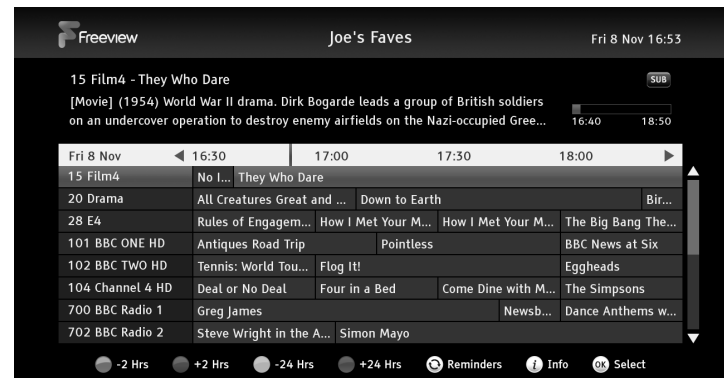 Freeview Joe's Faves Fri 8 Nov 16:53
15 Film4 - They Who Dare SUB
[Movie] (1954) World War II drama. Dirk Bogarde leads a group of British soldiers
on an undercover operation to destroy enemy airfields on the Nazi-occupied Gree...
16:40 18:50
Fri 8 Nov 16:30 17:00 17:30 18:00
15 Film4 No I... They Who Dare
20 Drama All Creatures Great and ... Down to Earth Bir...
28 E4 Rules of Engagem... How I Met Your M... How I Met Your M... The Big Bang The...
101 BBC ONE HD Antiques Road Trip Pointless BBC News at Six
102 BBC TWO HD Tennis: World Tou... Flog It! Eggheads
104 Channel 4 HD Deal or No Deal Four in a Bed Come Dine with M... The Simpsons
700 BBC Radio 1 Greg James Newsb... Dance Anthems w...
702 BBC Radio 2 Steve Wright in the A... Simon Mayo
-2 Hrs +2 Hrs -24 Hrs +24 Hrs Reminders i Info OK Select